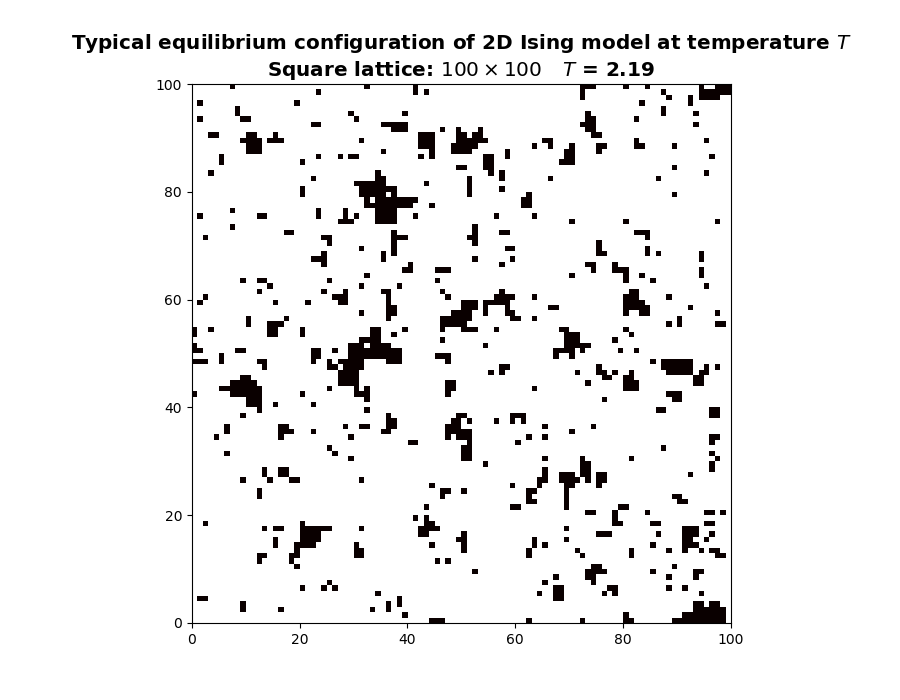 Typical equilibrium configuration of 2D Ising model at temperature T
Square lattice: 100 × 100 T = 2.19
100
80
60
40
20
0
0 20 40 60 80 100